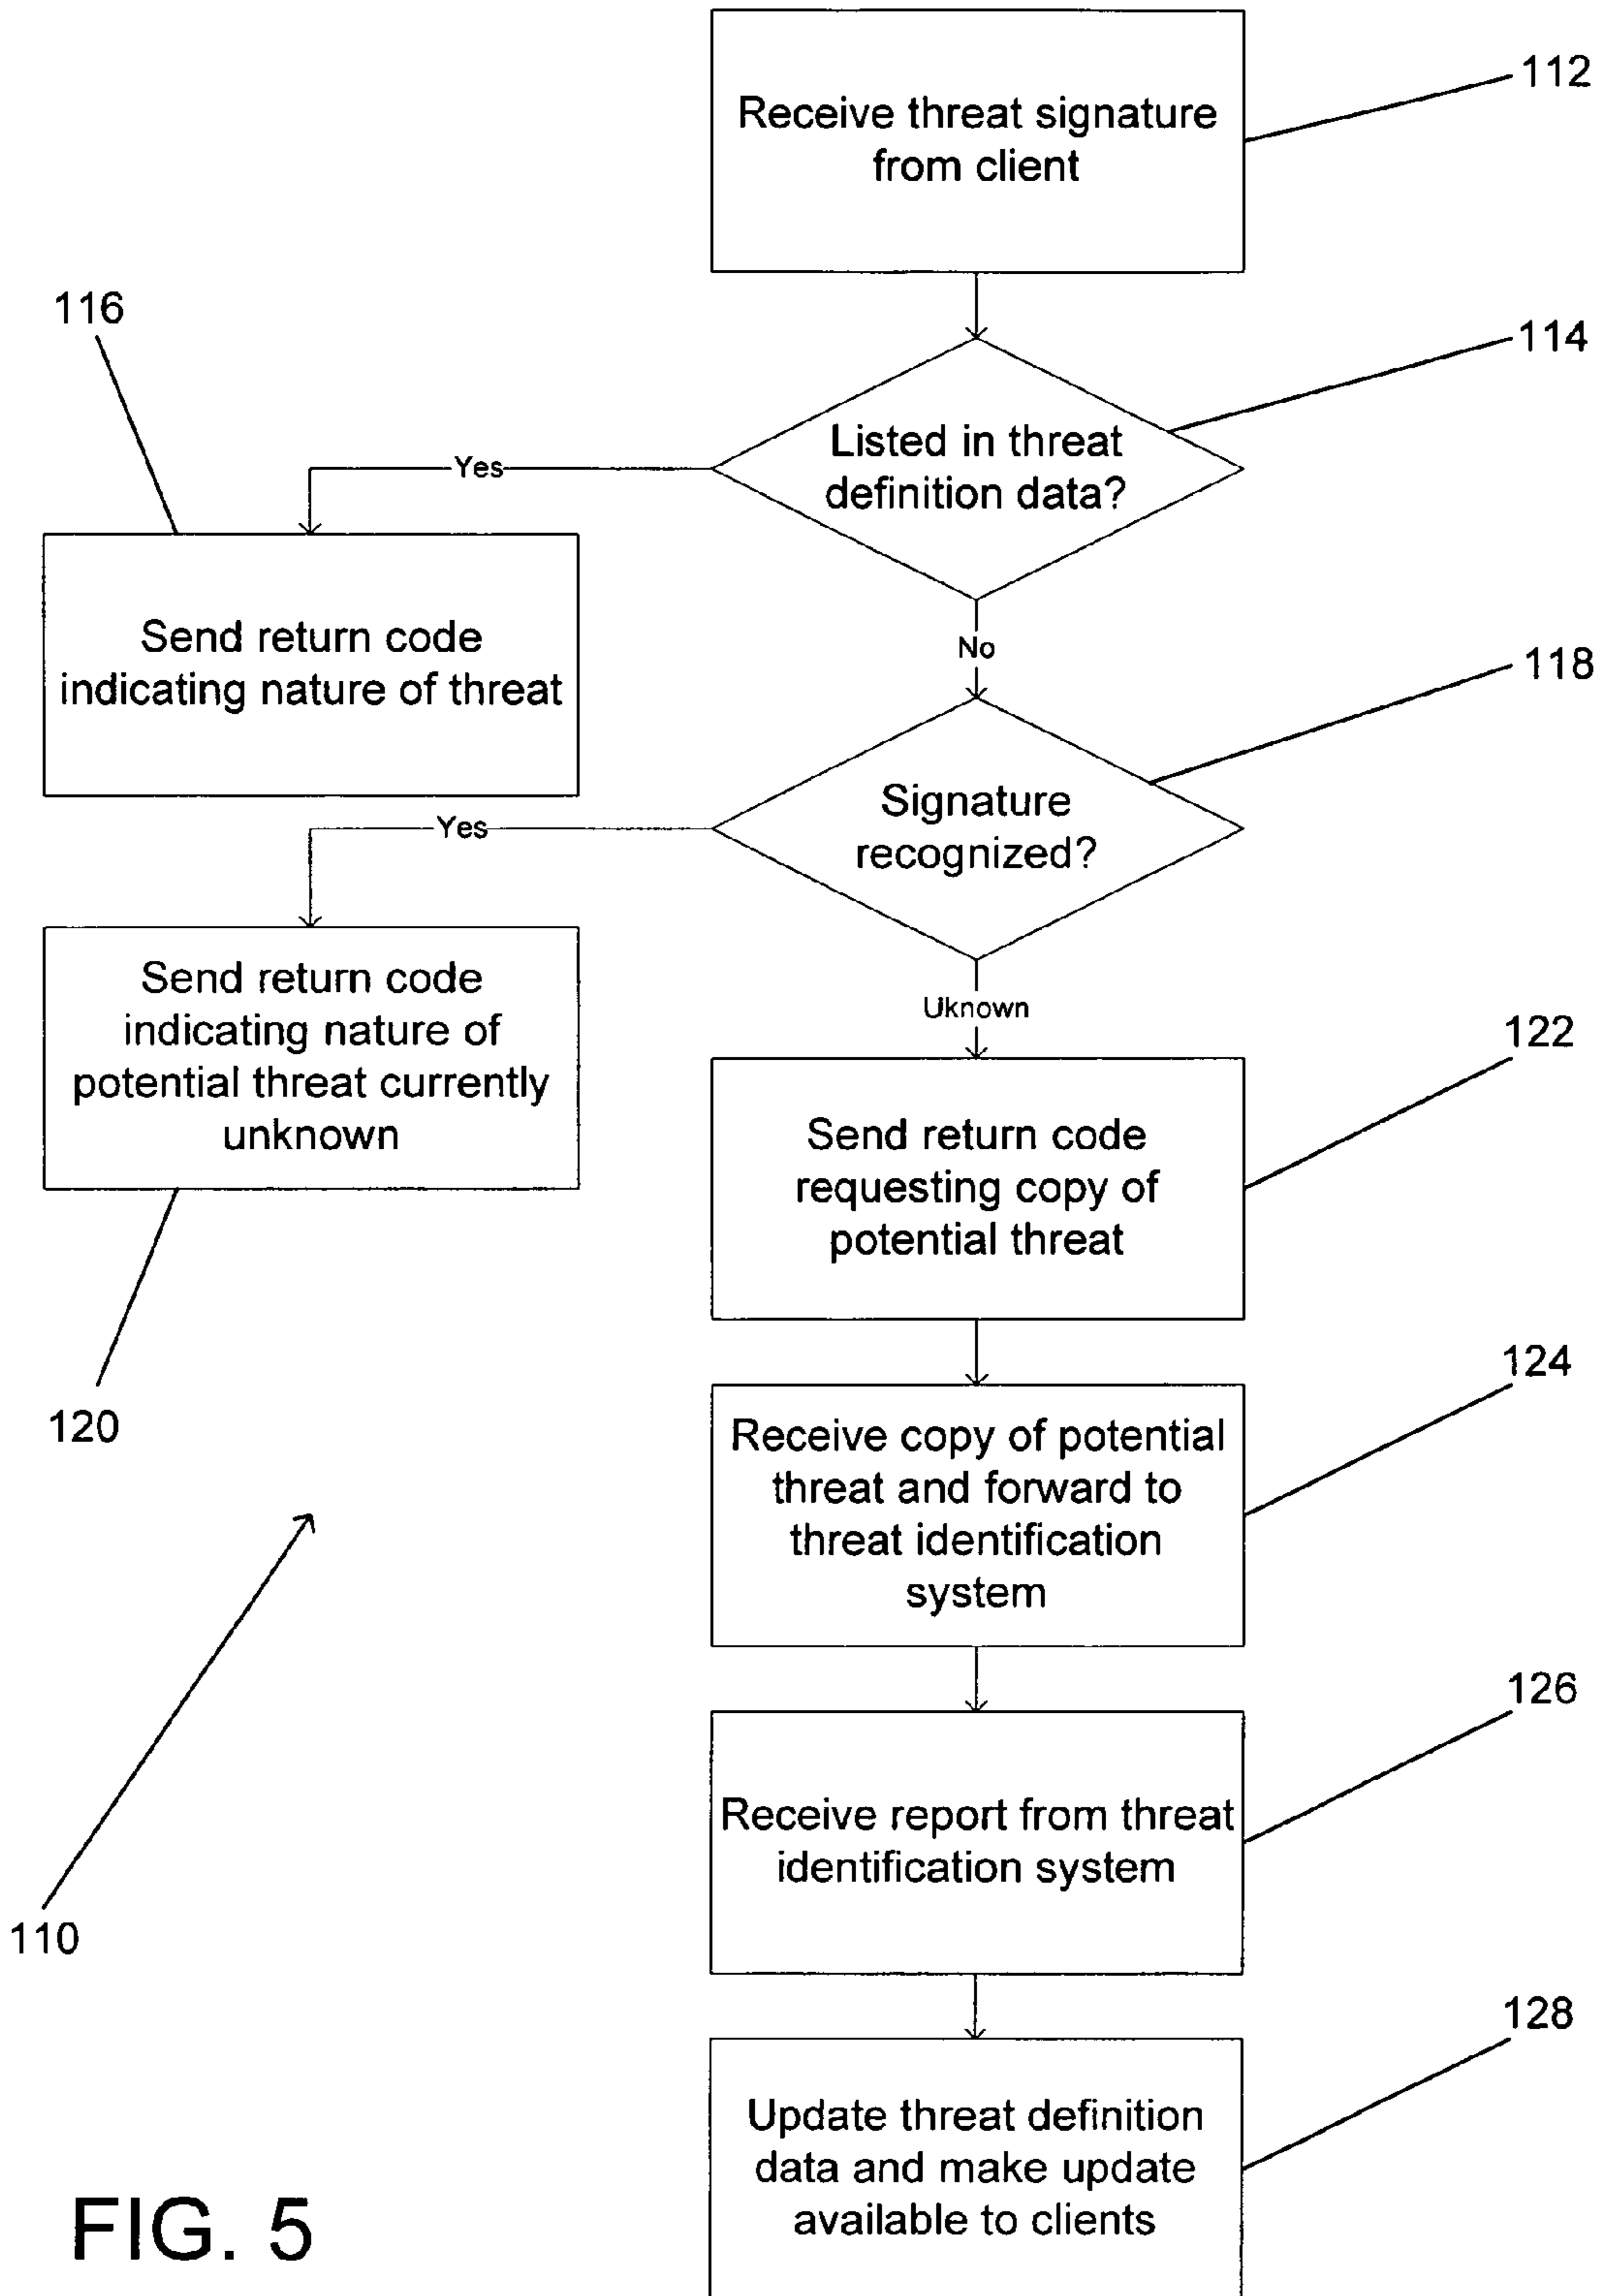 Receive threat signature
from client
112
114
Listed in threat
definition data?
Yes
116
Send return code
indicating nature of threat
No
118
Signature
recognized?
Yes
Send return code
indicating nature of
potential threat currently
unknown
120
Uknown
122
Send return code
requesting copy of
potential threat
124
Receive copy of potential
threat and forward to
threat identification
system
126
Receive report from threat
identification system
110
128
Update threat definition
data and make update
available to clients
FIG. 5